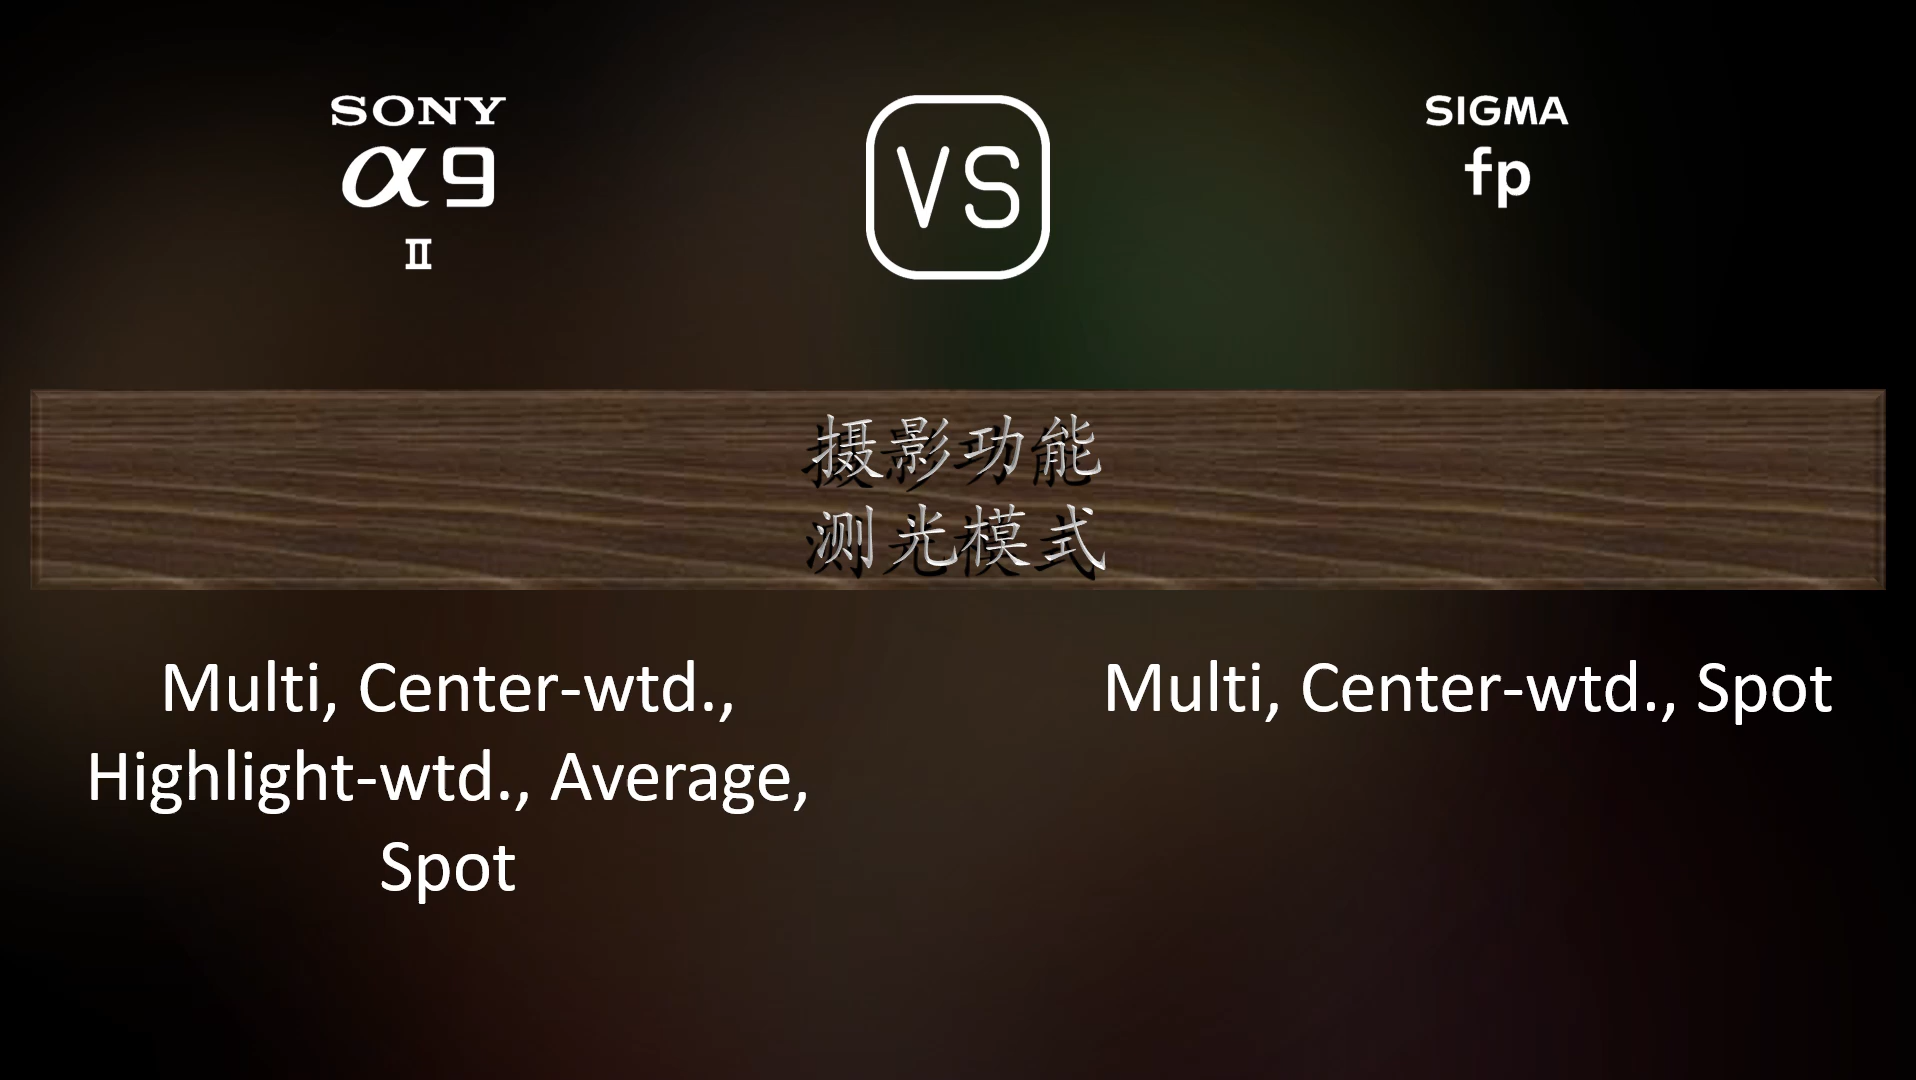 SONY
α9
II
VS
SIGMA
fp
摄影功能
测光模式
Multi, Center-wtd.,
Highlight-wtd., Average,
Spot
Multi, Center-wtd., Spot